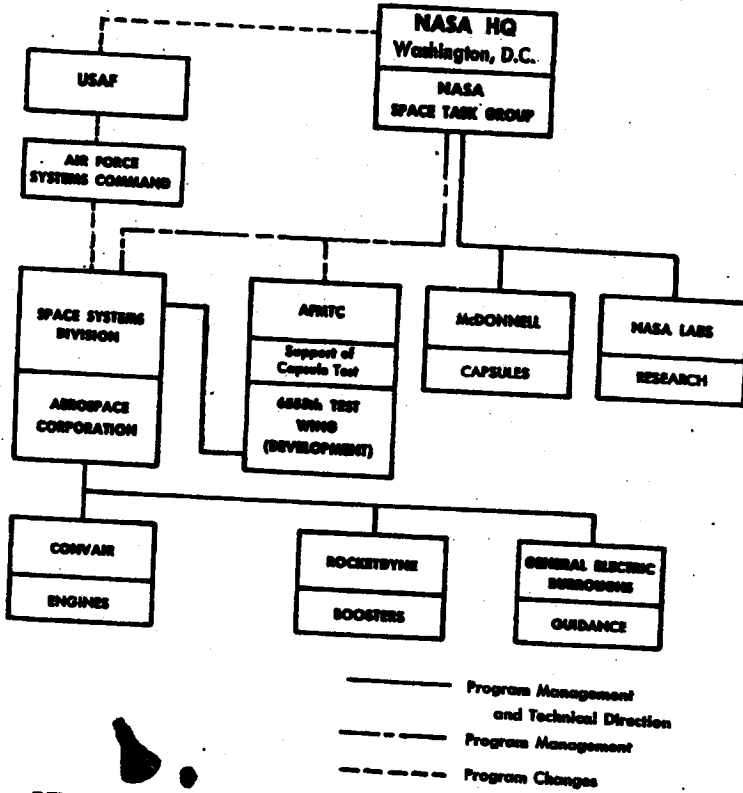 NASA HQ
Washington, D.C.
NASA
SPACE TASK GROUP
USAF
AIR FORCE
SYSTEMS COMMAND
SPACE SYSTEMS
DIVISION
AEROSPACE
CORPORATION
AFMTC
Support of
Capsule Test
6555th TEST
WING
(DEVELOPMENT)
McDONNELL
CAPSULES
NASA LABS
RESEARCH
CONVAIR
ENGINES
ROCKETDYNE
BOOSTERS
GENERAL ELECTRIC
BURROUGHS
GUIDANCE
Program Management
and Technical Direction
Program Management
Program Changes